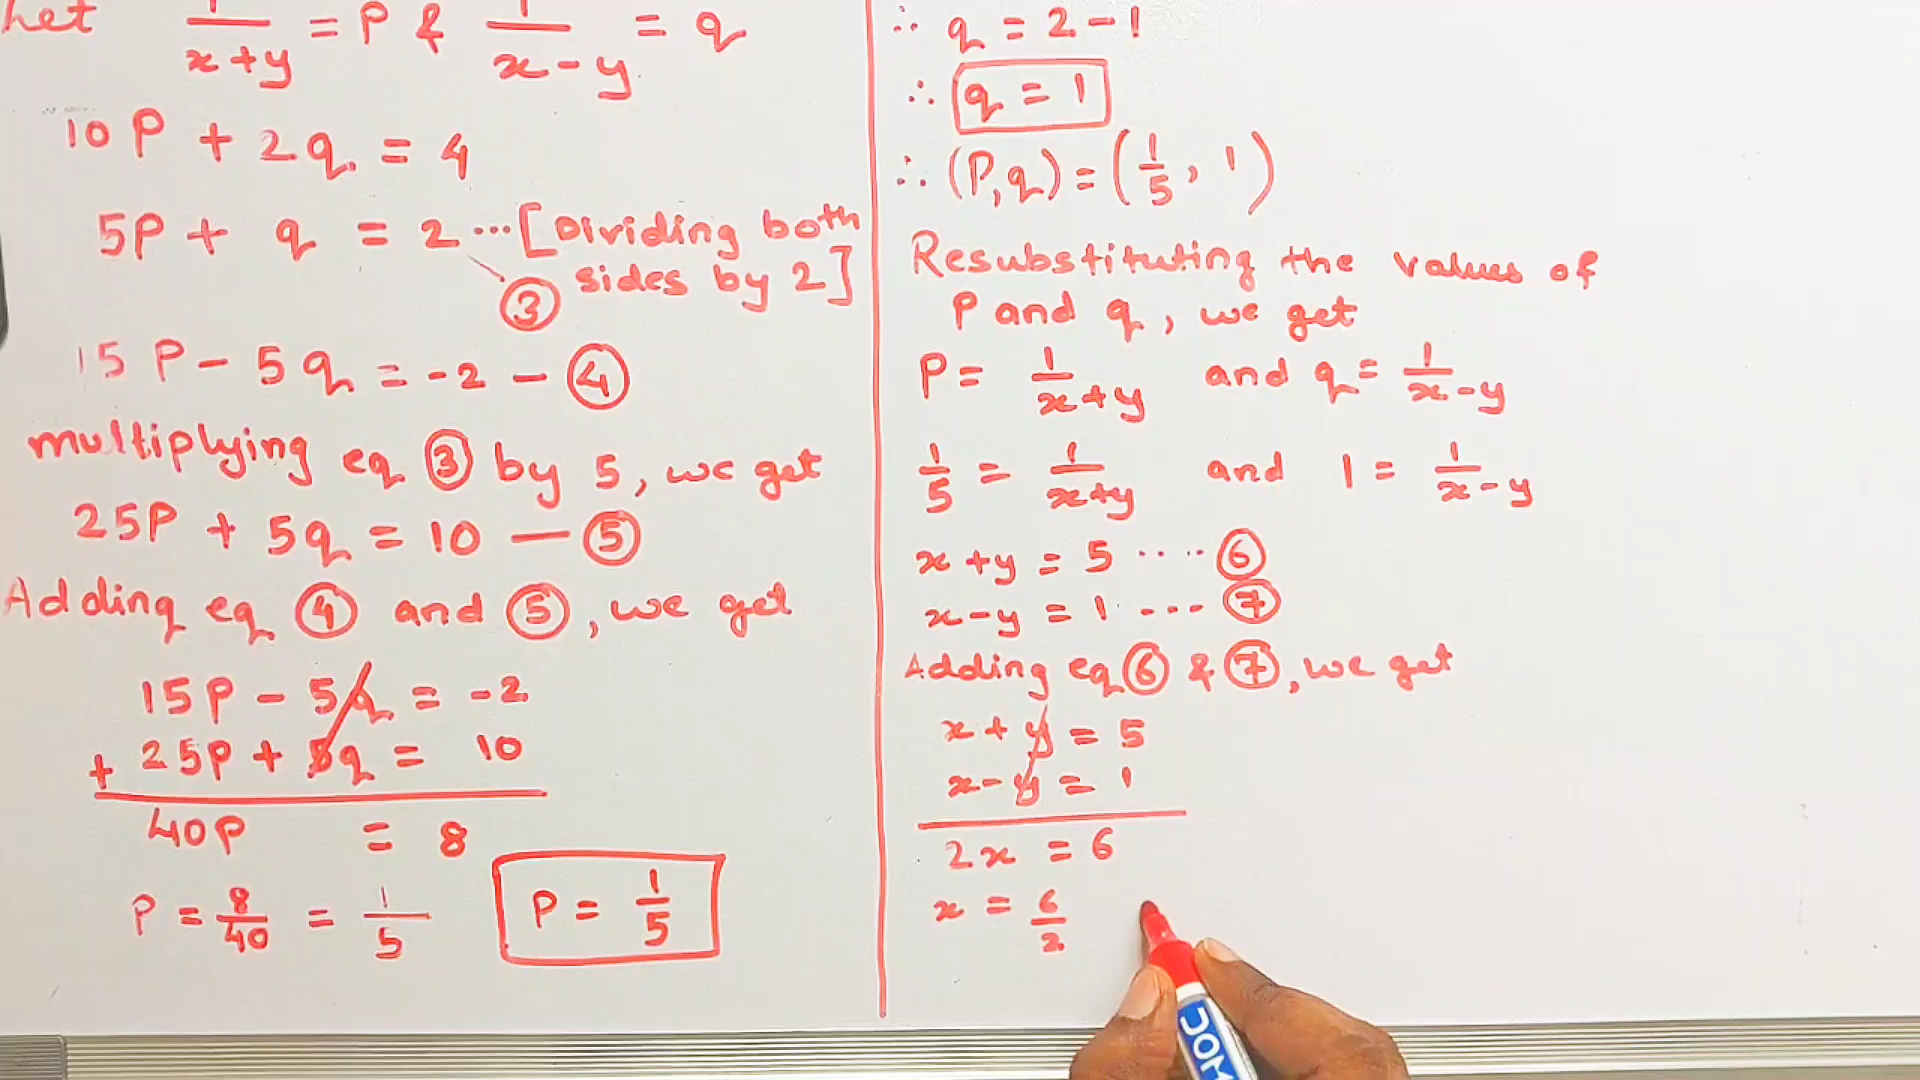 Let 1/(x+y) = P & 1/(x-y) = q
10P + 2q = 4
5P + q = 2 ... [Dividing both
sides by 2]
③
15P - 5q = -2 - ④
multiplying eq ③ by 5, we get
25P + 5q = 10 — ⑤
Adding eq ④ and ⑤, we get
15P - 5q = -2
+ 25P + 5q = 10
40P = 8
P = 8/40 = 1/5
P = 1/5
∴ q = 2 - 1
∴ q = 1
∴ (P,q) = (1/5, 1)
Resubstituting the values of
P and q, we get
P = 1/(x+y) and q = 1/(x-y)
1/5 = 1/(x+y) and 1 = 1/(x-y)
x + y = 5 .... ⑥
x - y = 1 .... ⑦
Adding eq ⑥ & ⑦, we get
x + y = 5
x - y = 1
2x = 6
x = 6/2
DOM